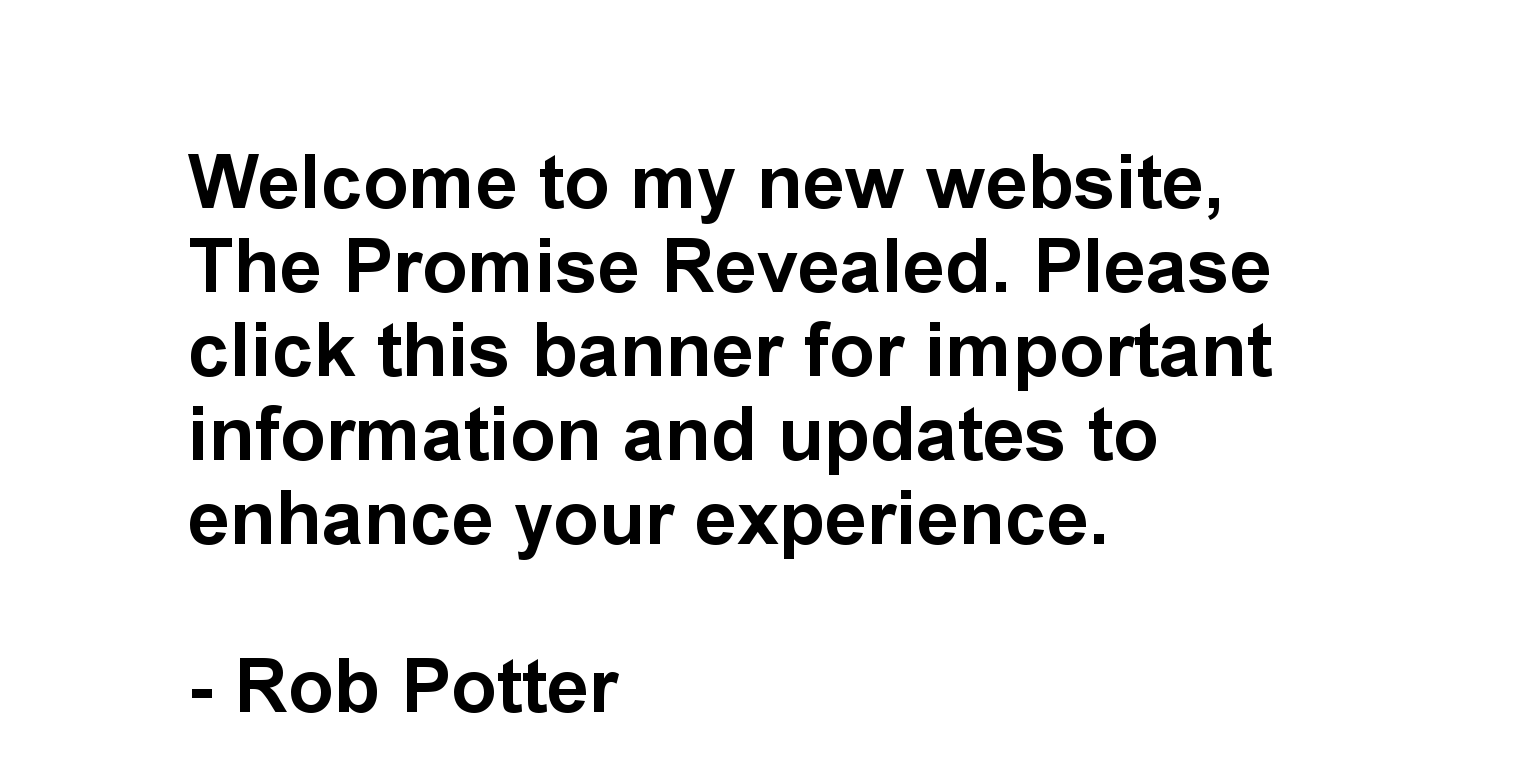 Welcome to my new website,
The Promise Revealed. Please
click this banner for important
information and updates to
enhance your experience.
- Rob Potter